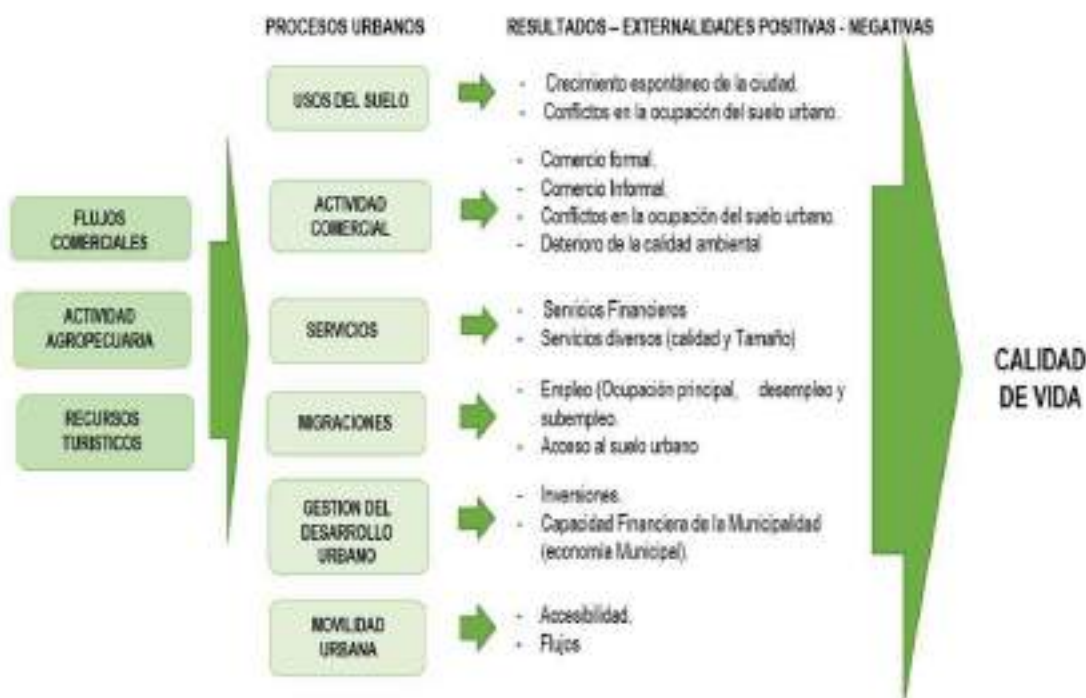 PROCESOS URBANOS
RESULTADOS – EXTERNALIDADES POSITIVAS - NEGATIVAS
FLUJOS
COMERCIALES
ACTIVIDAD
AGROPECUARIA
RECURSOS
TURISTICOS
USOS DEL SUELO
- Crecimiento espontáneo de la ciudad.
- Conflictos en la ocupación del suelo urbano.
ACTIVIDAD
COMERCIAL
- Comercio formal.
- Comercio Informal.
- Conflictos en la ocupación del suelo urbano.
- Deterioro de la calidad ambiental
SERVICIOS
- Servicios Financieros
- Servicios diversos (calidad y Tamaño)
MIGRACIONES
- Empleo (Ocupación principal, desempleo y
subempleo.
- Acceso al suelo urbano
GESTION DEL
DESARROLLO
URBANO
- Inversiones.
- Capacidad Financiera de la Municipalidad
(economía Municipal).
MOVILIDAD
URBANA
- Accesibilidad.
- Flujos
CALIDAD
DE VIDA